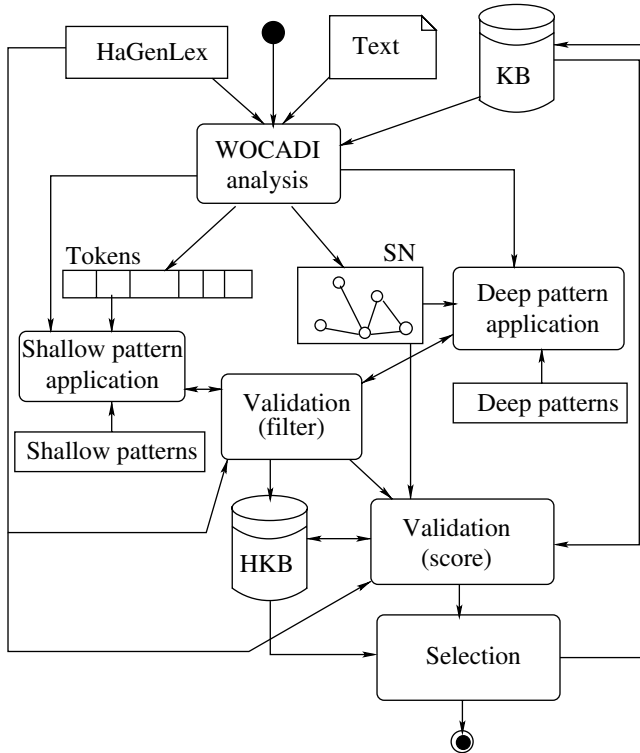 HaGenLex
Text
KB
WOCADI
analysis
Tokens
SN
Deep pattern
application
Shallow pattern
application
Validation
(filter)
Deep patterns
Shallow patterns
HKB
Validation
(score)
Selection